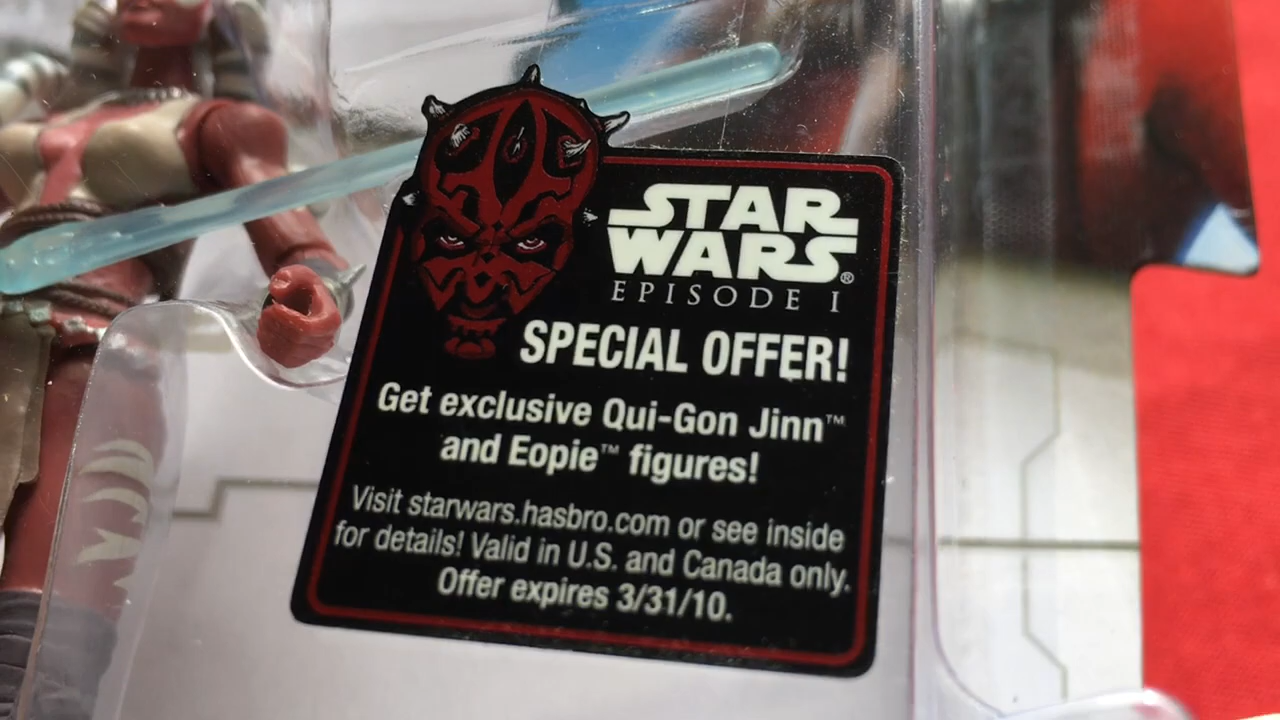 STAR
WARS®
EPISODE I
SPECIAL OFFER!
Get exclusive Qui-Gon Jinn™
and Eopie™ figures!
Visit starwars.hasbro.com or see inside
for details! Valid in U.S. and Canada only.
Offer expires 3/31/10.